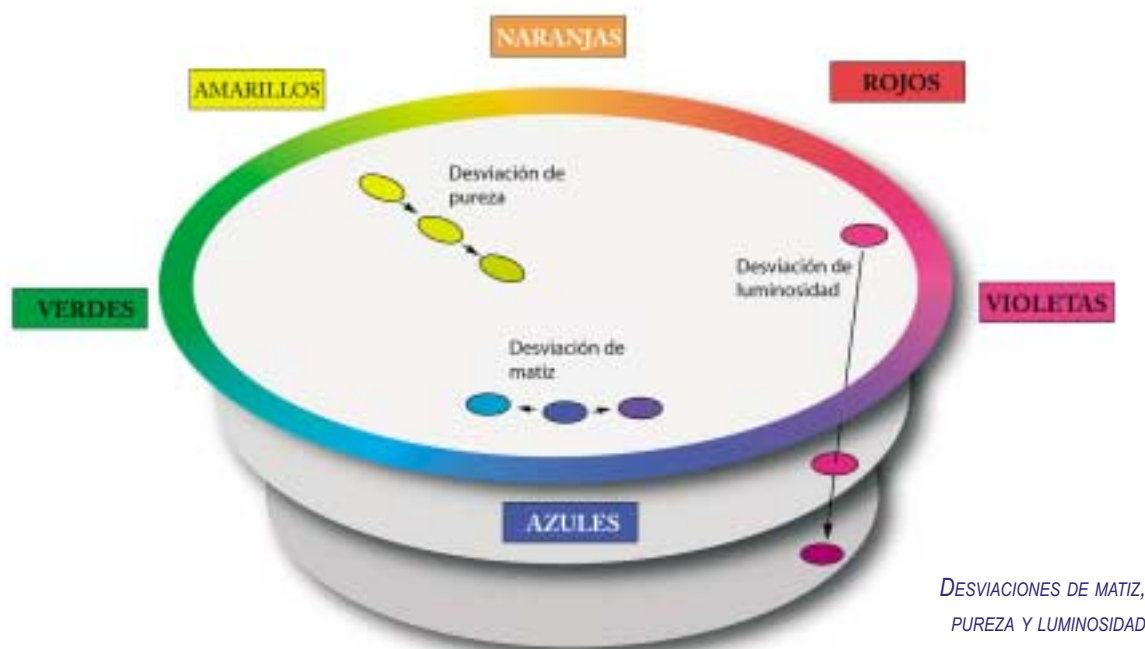 NARANJAS
AMARILLOS
ROJOS
Desviación de
pureza
Desviación de
luminosidad
VERDES
VIOLETAS
Desviación de
matiz
AZULES
DESVIACIONES DE MATIZ,
PUREZA Y LUMINOSIDAD